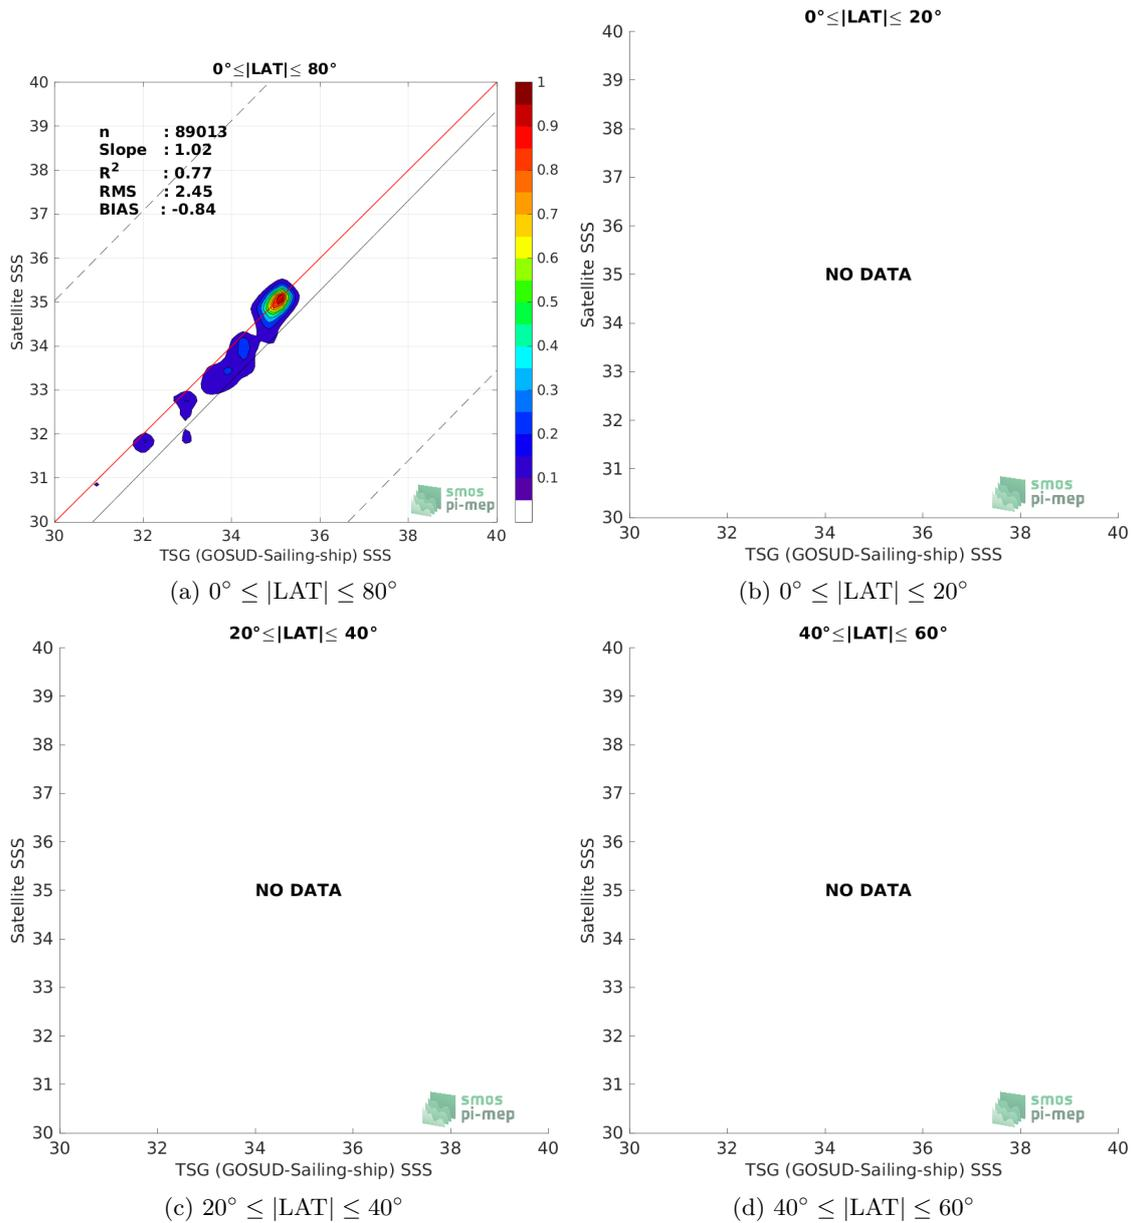 0°≤|LAT|≤ 80°
40
39
38
37
36
35
34
33
32
31
30
Satellite SSS
n : 89013
Slope : 1.02
R² : 0.77
RMS : 2.45
BIAS : -0.84
1
0.9
0.8
0.7
0.6
0.5
0.4
0.3
0.2
0.1
smos
pi-mep
30 32 34 36 38 40
TSG (GOSUD-Sailing-ship) SSS
(a) 0° ≤ |LAT| ≤ 80°
0°≤|LAT|≤ 20°
40
39
38
37
36
35
34
33
32
31
30
Satellite SSS
NO DATA
smos
pi-mep
30 32 34 36 38 40
TSG (GOSUD-Sailing-ship) SSS
(b) 0° ≤ |LAT| ≤ 20°
20°≤|LAT|≤ 40°
40
39
38
37
36
35
34
33
32
31
30
Satellite SSS
NO DATA
smos
pi-mep
30 32 34 36 38 40
TSG (GOSUD-Sailing-ship) SSS
(c) 20° ≤ |LAT| ≤ 40°
40°≤|LAT|≤ 60°
40
39
38
37
36
35
34
33
32
31
30
Satellite SSS
NO DATA
smos
pi-mep
30 32 34 36 38 40
TSG (GOSUD-Sailing-ship) SSS
(d) 40° ≤ |LAT| ≤ 60°